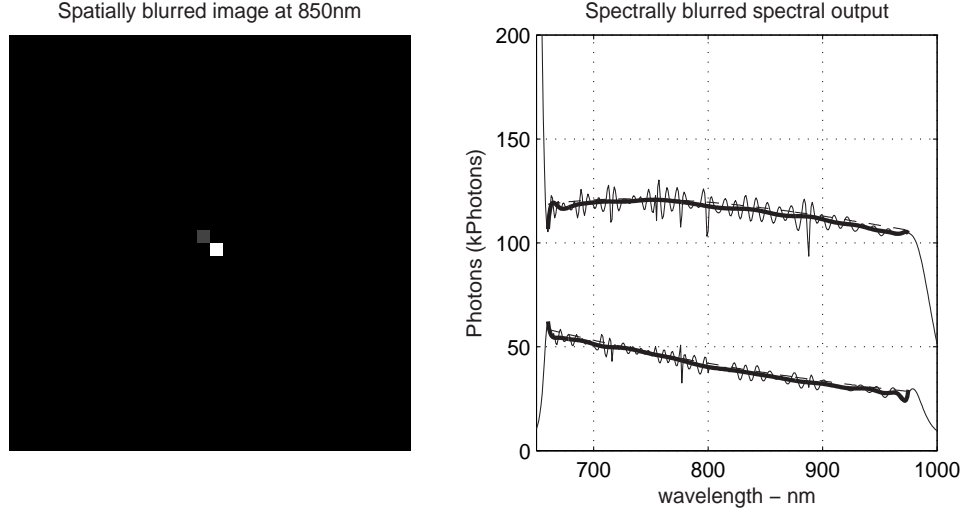 Spatially blurred image at 850nm
Spectrally blurred spectral output
200
150
100
50
0
Photons (kPhotons)
700 800 900 1000
wavelength − nm